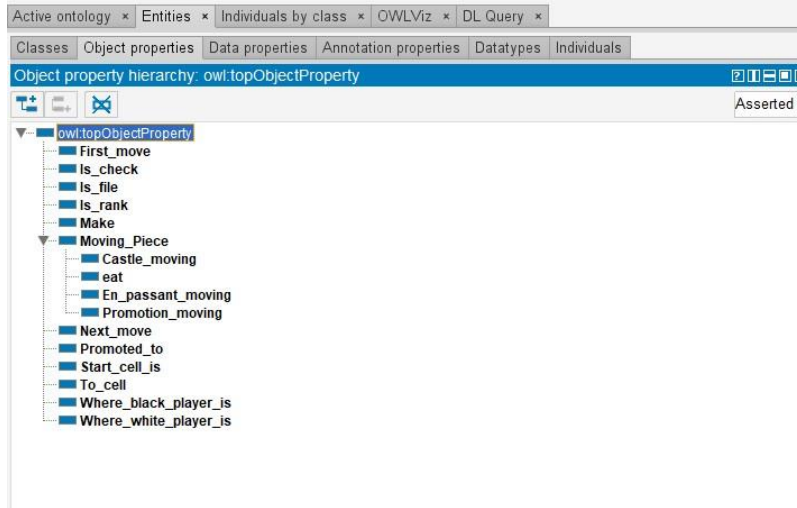 Active ontology × Entities × Individuals by class × OWLViz × DL Query ×
Classes Object properties Data properties Annotation properties Datatypes Individuals
Object property hierarchy: owl:topObjectProperty
Asserted
owl:topObjectProperty
First_move
Is_check
Is_file
Is_rank
Make
Moving_Piece
Castle_moving
eat
En_passant_moving
Promotion_moving
Next_move
Promoted_to
Start_cell_is
To_cell
Where_black_player_is
Where_white_player_is